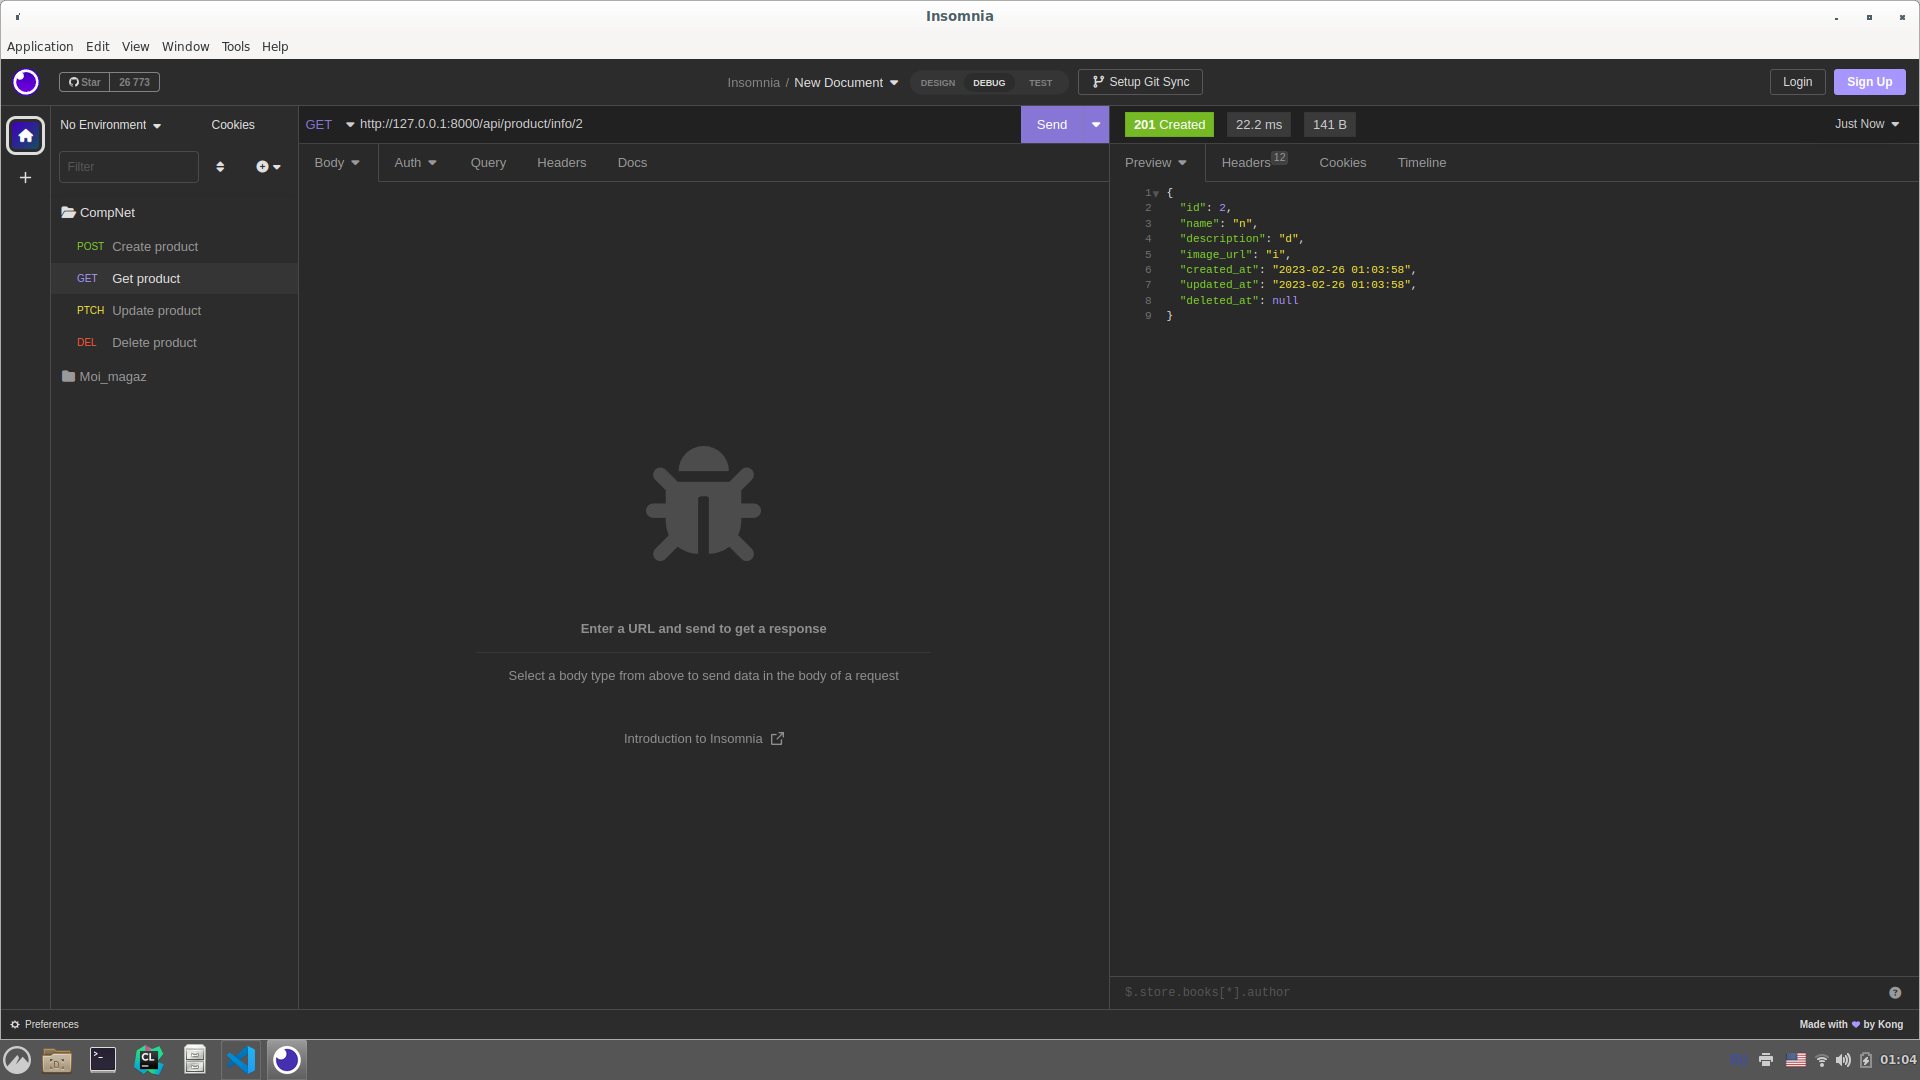 Insomnia
Application Edit View Window Tools Help
Star 26 773
Insomnia / New Document DESIGN DEBUG TEST Setup Git Sync
Login Sign Up
No Environment Cookies
GET http://127.0.0.1:8000/api/product/info/2 Send
201 Created 22.2 ms 141 B Just Now
Filter
Body Auth Query Headers Docs
Preview Headers 12 Cookies Timeline
CompNet
POST Create product
GET Get product
PTCH Update product
DEL Delete product
Moi_magaz
1 {
2 "id": 2,
3 "name": "n",
4 "description": "d",
5 "image_url": "i",
6 "created_at": "2023-02-26 01:03:58",
7 "updated_at": "2023-02-26 01:03:58",
8 "deleted_at": null
9 }
Enter a URL and send to get a response
Select a body type from above to send data in the body of a request
Introduction to Insomnia
$.store.books[*].author
Preferences
Made with by Kong
CL
01:04